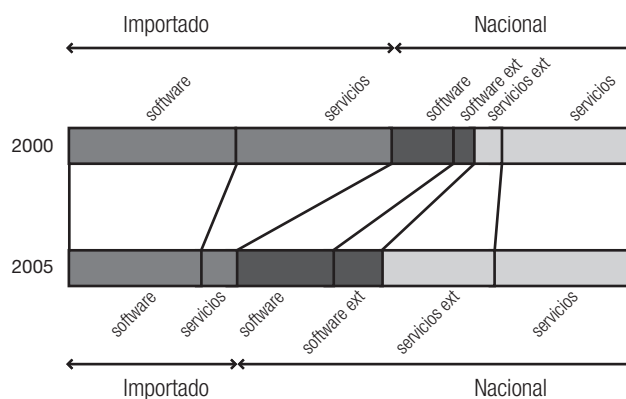 Importado Nacional
software servicios software software ext servicios ext servicios
2000
2005
software servicios software software ext servicios ext servicios
Importado Nacional